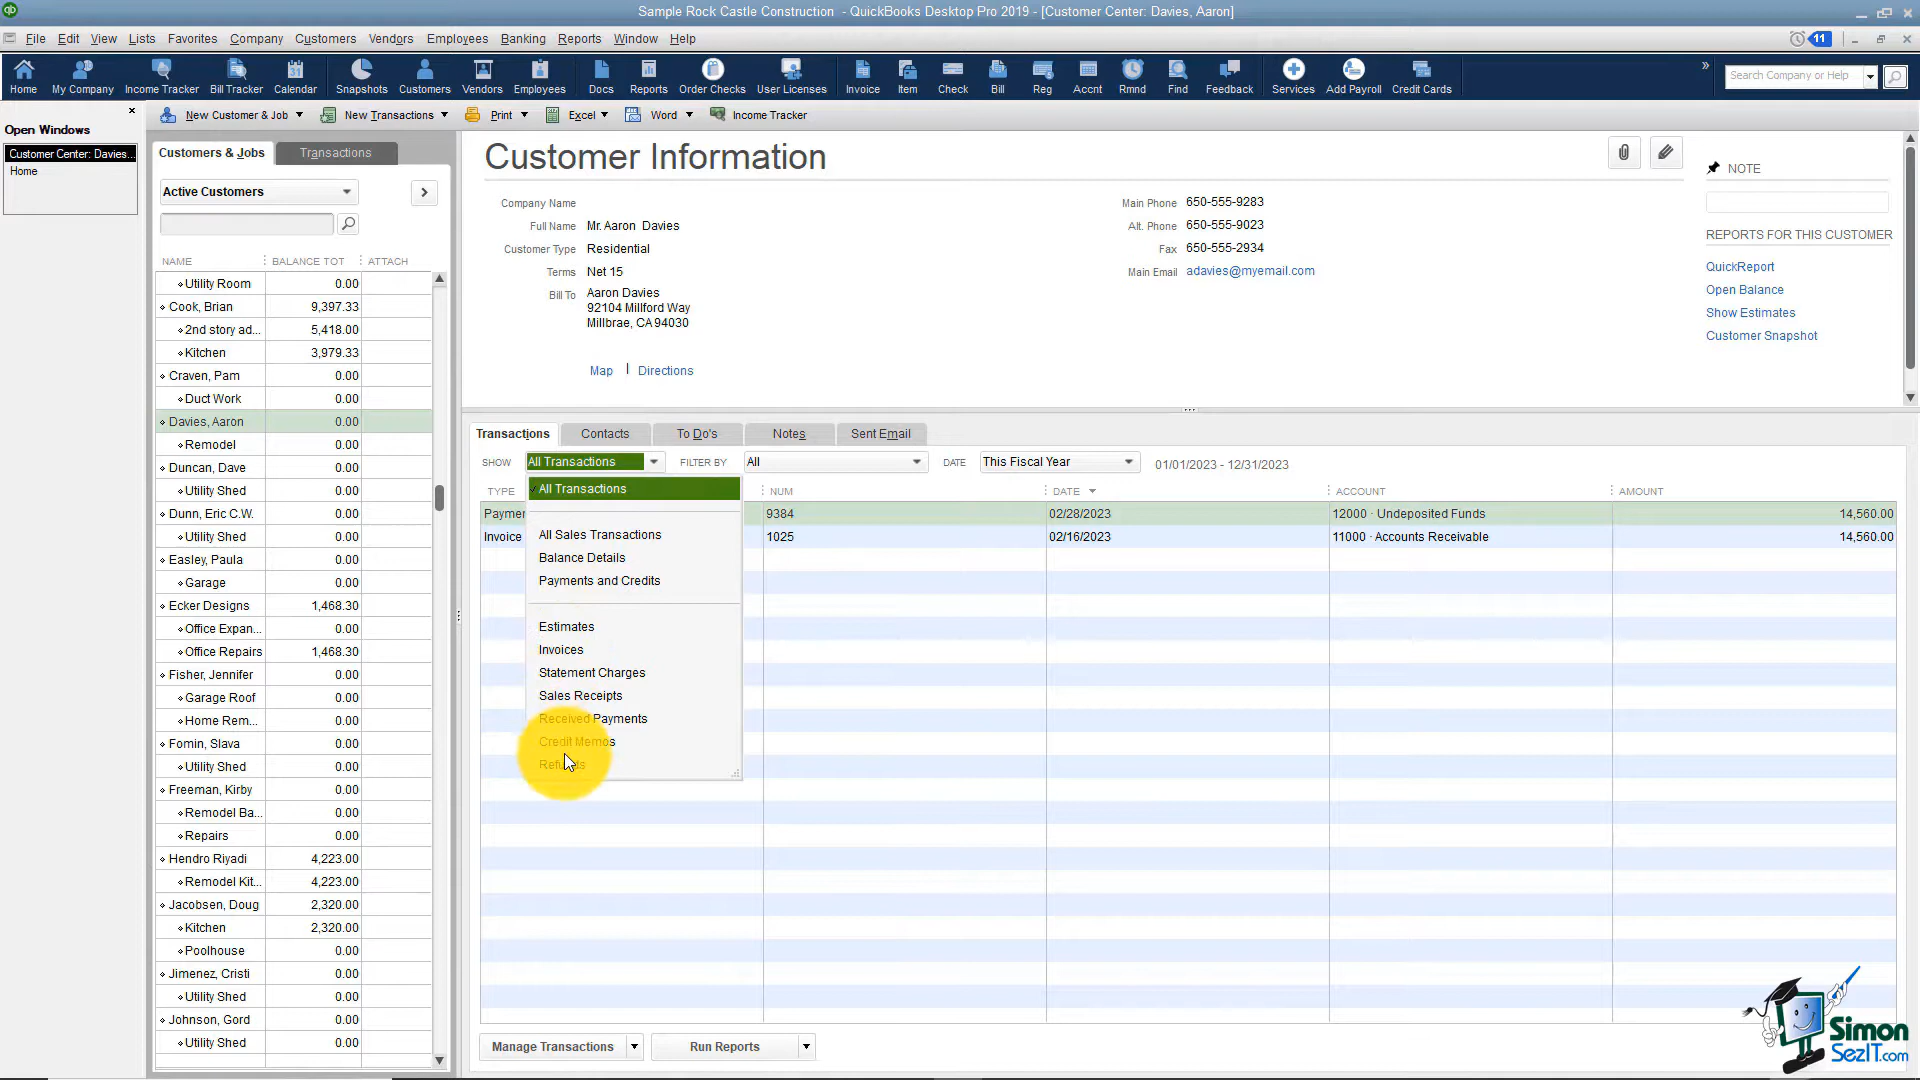 Sample Rock Castle Construction - QuickBooks Desktop Pro 2019 - [Customer Center: Davies, Aaron]
File Edit View Lists Favorites Company Customers Vendors Employees Banking Reports Window Help
11
Home My Company Income Tracker Bill Tracker Calendar Snapshots Customers Vendors Employees Docs Reports Order Checks User Licenses Invoice Item Check Bill Reg Accnt Rmnd Find Feedback Services Add Payroll Credit Cards
Search Company or Help
Open Windows
Customer Center: Davies...
Home
New Customer & Job New Transactions Print Excel Word Income Tracker
Customers & Jobs Transactions
Active Customers
NAME BALANCE TOT ATTACH
Utility Room 0.00
Cook, Brian 9,397.33
2nd story ad... 5,418.00
Kitchen 3,979.33
Craven, Pam 0.00
Duct Work 0.00
Davies, Aaron 0.00
Remodel 0.00
Duncan, Dave 0.00
Utility Shed 0.00
Dunn, Eric C.W. 0.00
Utility Shed 0.00
Easley, Paula 0.00
Garage 0.00
Ecker Designs 1,468.30
Office Expan... 0.00
Office Repairs 1,468.30
Fisher, Jennifer 0.00
Garage Roof 0.00
Home Rem... 0.00
Fomin, Slava 0.00
Utility Shed 0.00
Freeman, Kirby 0.00
Remodel Ba... 0.00
Repairs 0.00
Hendro Riyadi 4,223.00
Remodel Kit... 4,223.00
Jacobsen, Doug 2,320.00
Kitchen 2,320.00
Poolhouse 0.00
Jimenez, Cristi 0.00
Utility Shed 0.00
Johnson, Gord 0.00
Utility Shed 0.00
Customer Information
Company Name
Full Name Mr. Aaron Davies
Customer Type Residential
Terms Net 15
Bill To Aaron Davies
92104 Millford Way
Millbrae, CA 94030
Map | Directions
Main Phone 650-555-9283
Alt. Phone 650-555-9023
Fax 650-555-2934
Main Email adavies@myemail.com
NOTE
REPORTS FOR THIS CUSTOMER
QuickReport
Open Balance
Show Estimates
Customer Snapshot
Transactions Contacts To Do's Notes Sent Email
SHOW All Transactions FILTER BY All DATE This Fiscal Year 01/01/2023 - 12/31/2023
TYPE NUM DATE ACCOUNT AMOUNT
Paymen 9384 02/28/2023 12000 · Undeposited Funds 14,560.00
Invoice 1025 02/16/2023 11000 · Accounts Receivable 14,560.00
All Transactions
All Sales Transactions
Balance Details
Payments and Credits
Estimates
Invoices
Statement Charges
Sales Receipts
Received Payments
Credit Memos
Refunds
Manage Transactions Run Reports
Simon
SezIT.com